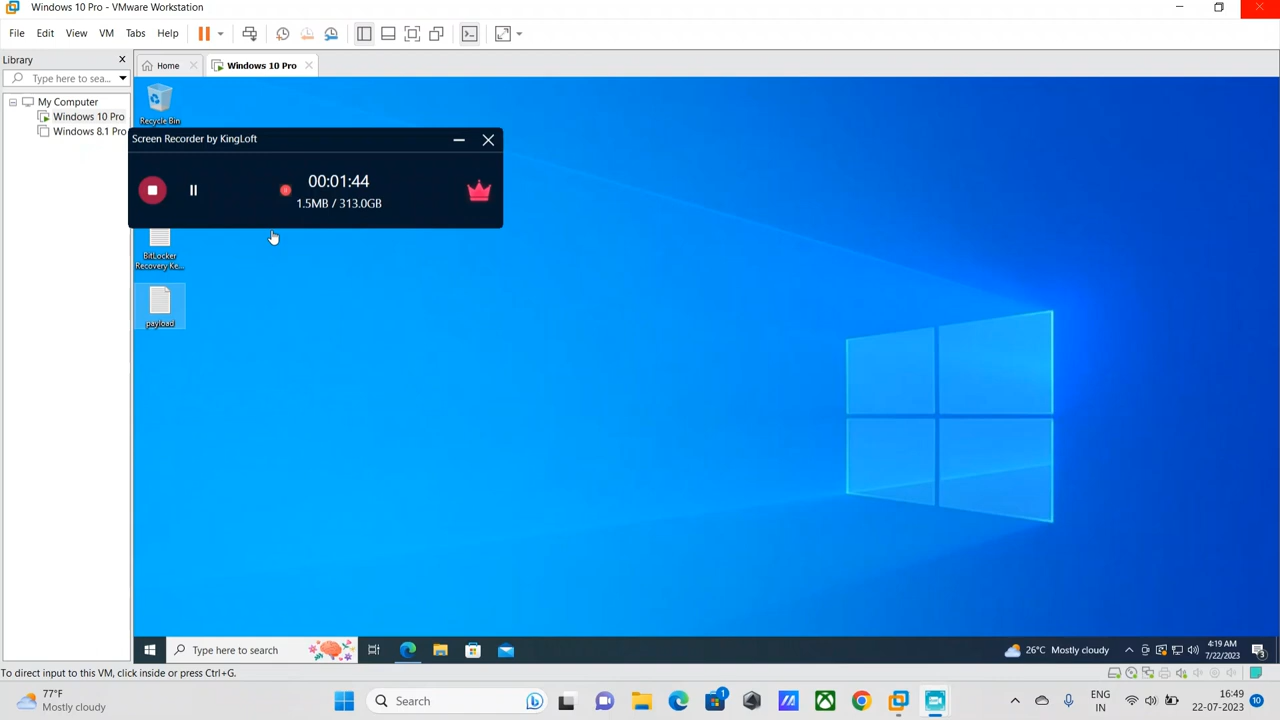 Windows 10 Pro - VMware Workstation
File Edit View VM Tabs Help
Library
Type here to sea...
My Computer
Windows 10 Pro
Windows 8.1 Pro
Home
Windows 10 Pro
Recycle Bin
Screen Recorder by KingLoft
00:01:44
1.5MB / 313.0GB
BitLocker
Recovery Ke...
payload
Type here to search
26°C Mostly cloudy
4:19 AM
7/22/2023
3
To direct input to this VM, click inside or press Ctrl+G.
77°F
Mostly cloudy
Search
1
ENG
IN
16:49
22-07-2023
10